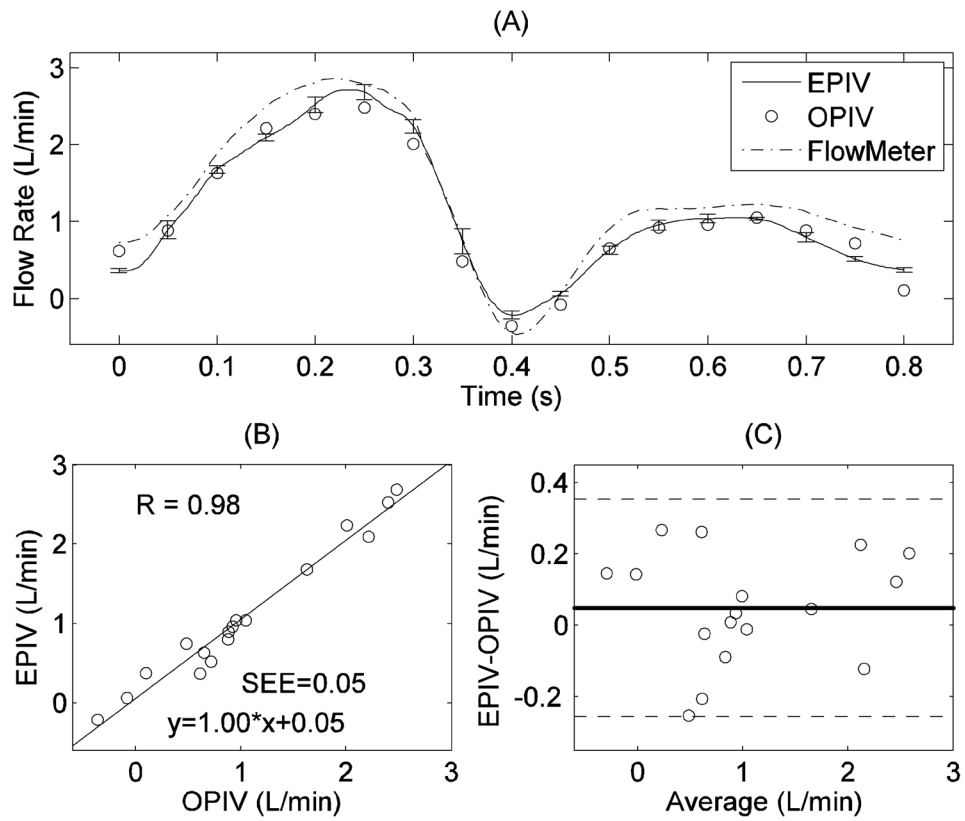 (A)
Flow Rate (L/min)
3
2
1
0
EPIV
OPIV
FlowMeter
0 0.1 0.2 0.3 0.4 0.5 0.6 0.7 0.8
Time (s)
(B)
EPIV (L/min)
3
2
1
0
R = 0.98
SEE=0.05
y=1.00*x+0.05
0 1 2 3
OPIV (L/min)
(C)
EPIV-OPIV (L/min)
0.4
0.2
0
-0.2
0 1 2 3
Average (L/min)